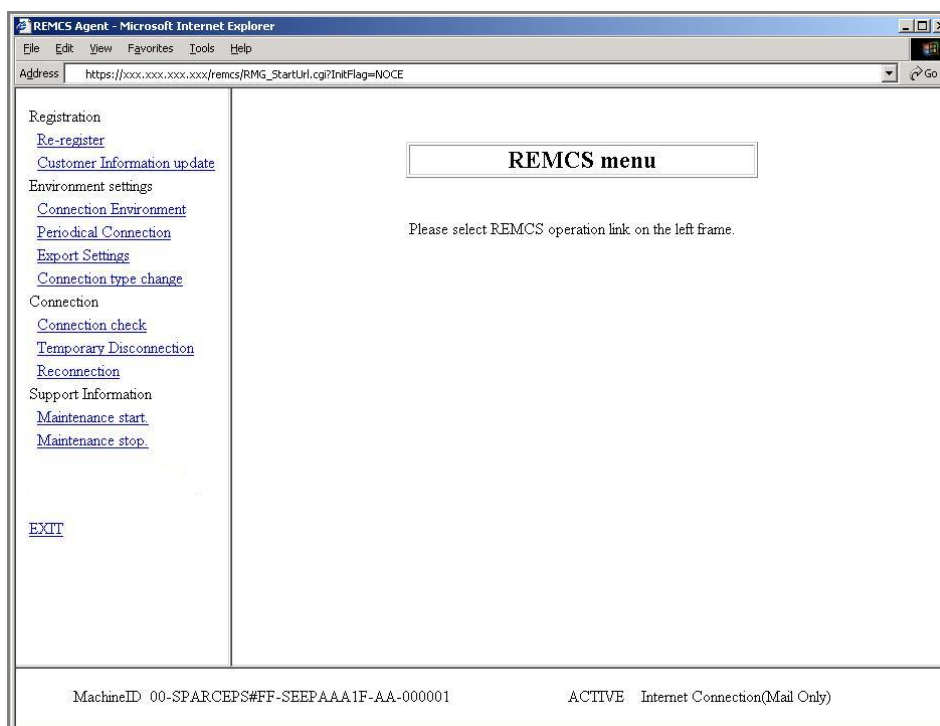 REMCS Agent - Microsoft Internet Explorer
File Edit View Favorites Tools Help
Address https://xxx.xxx.xxx.xxx/remcs/RMG_StartUrl.cgi?InitFlag=NOCE Go
Registration
Re-register
Customer Information update
Environment settings
Connection Environment
Periodical Connection
Export Settings
Connection type change
Connection
Connection check
Temporary Disconnection
Reconnection
Support Information
Maintenance start.
Maintenance stop.
EXIT
REMCS menu
Please select REMCS operation link on the left frame.
MachineID 00-SPARCEPS#FF-SEEPAAA1F-AA-000001 ACTIVE Internet Connection(Mail Only)